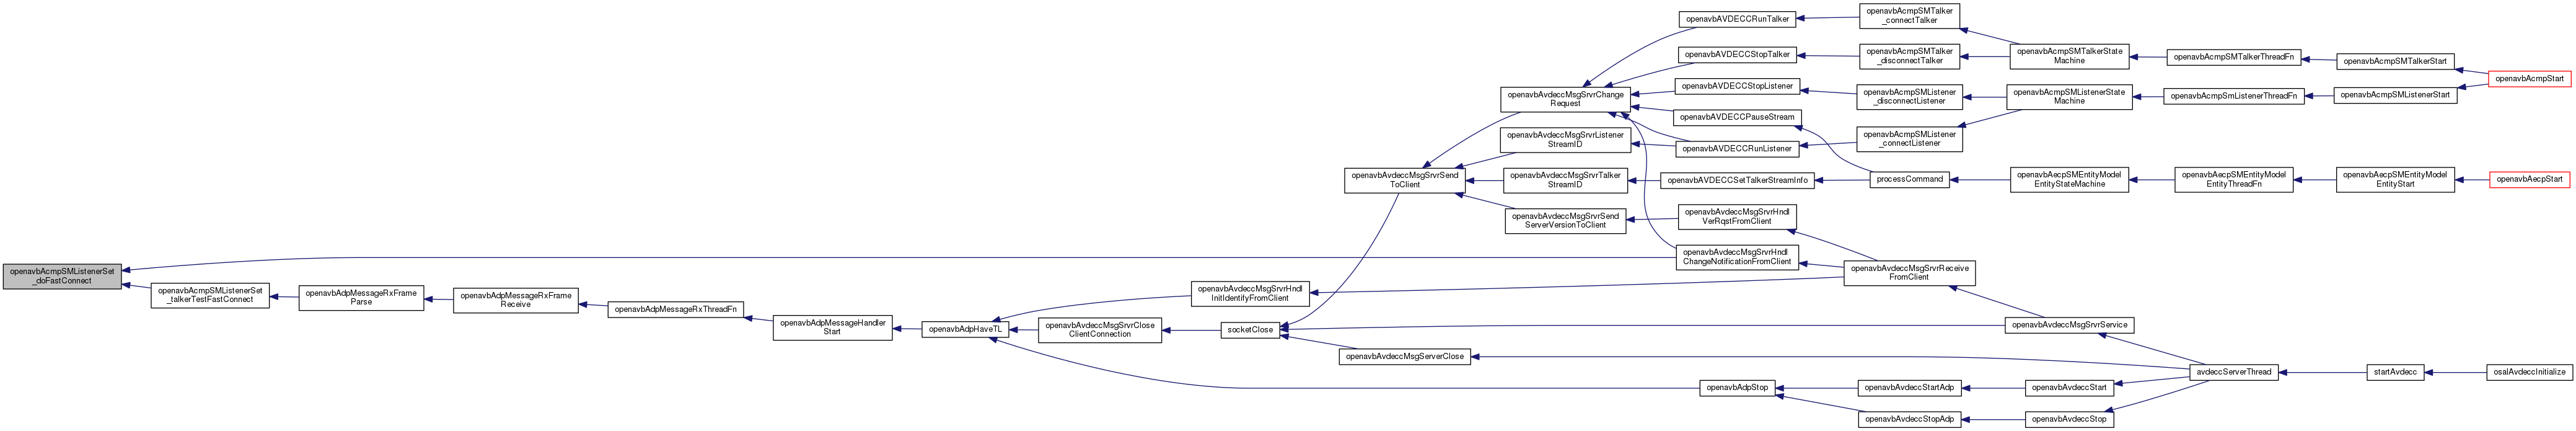 openavbAcmpSMListenerSet
_doFastConnect
openavbAcmpSMListenerSet
_talkerTestFastConnect
openavbAdpMessageRxFrame
Parse
openavbAdpMessageRxFrame
Receive
openavbAdpMessageRxThreadFn
openavbAdpMessageHandler
Start
openavbAdpHaveTL
openavbAvdeccMsgSrvrHndl
InitIdentifyFromClient
openavbAvdeccMsgSrvrClose
ClientConnection
socketClose
openavbAvdeccMsgSrvrSend
ToClient
openavbAvdeccMsgServerClose
openavbAvdeccMsgSrvrChange
Request
openavbAvdeccMsgSrvrListener
StreamID
openavbAvdeccMsgSrvrTalker
StreamID
openavbAvdeccMsgSrvrSend
ServerVersionToClient
openavbAVDECCRunTalker
openavbAVDECCStopTalker
openavbAVDECCStopListener
openavbAVDECCPauseStream
openavbAVDECCRunListener
openavbAVDECCSetTalkerStreamInfo
openavbAvdeccMsgSrvrHndl
VerRqstFromClient
openavbAvdeccMsgSrvrHndl
ChangeNotificationFromClient
openavbAdpStop
openavbAcmpSMTalker
_connectTalker
openavbAcmpSMTalker
_disconnectTalker
openavbAcmpSMListener
_disconnectListener
openavbAcmpSMListener
_connectListener
processCommand
openavbAvdeccMsgSrvrReceive
FromClient
openavbAvdeccStartAdp
openavbAvdeccStopAdp
openavbAcmpSMTalkerState
Machine
openavbAcmpSMListenerState
Machine
openavbAecpSMEntityModel
EntityStateMachine
openavbAvdeccMsgSrvrService
openavbAvdeccStart
openavbAvdeccStop
openavbAcmpSMTalkerThreadFn
openavbAcmpSmListenerThreadFn
openavbAecpSMEntityModel
EntityThreadFn
avdeccServerThread
openavbAcmpSMTalkerStart
openavbAcmpSMListenerStart
openavbAecpSMEntityModel
EntityStart
startAvdecc
openavbAcmpStart
openavbAecpStart
osalAvdeccInitialize